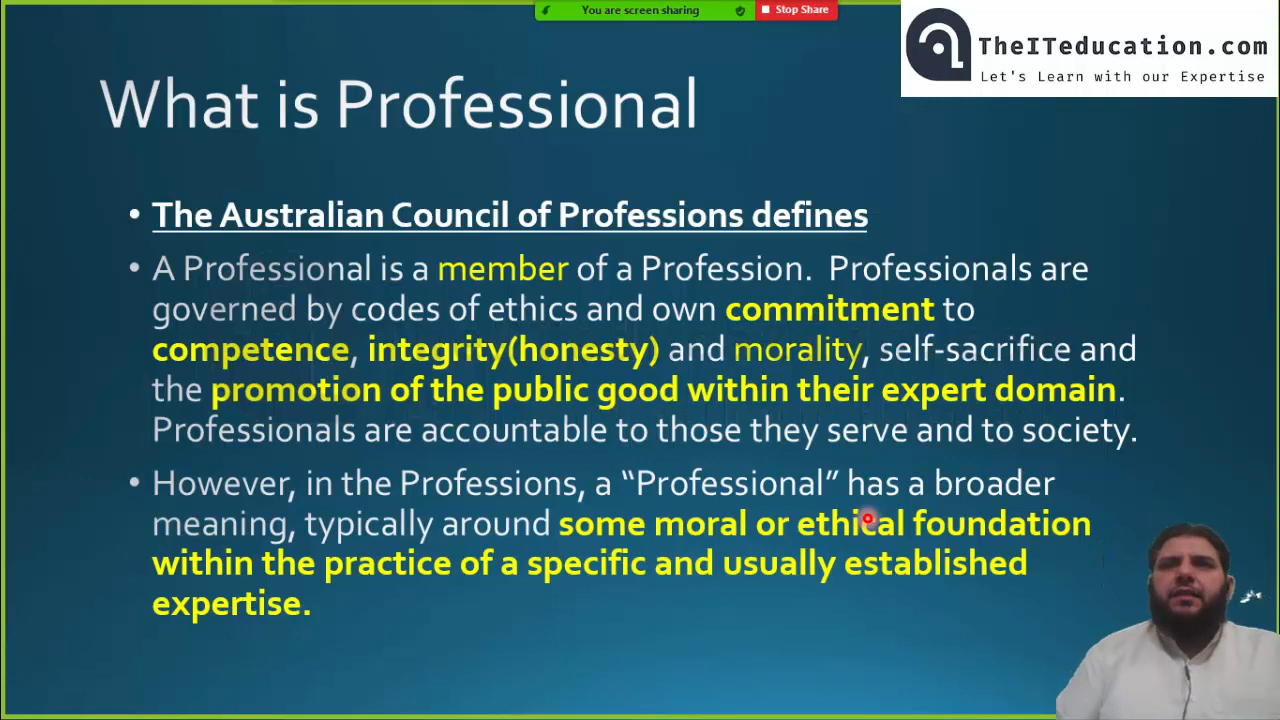 You are screen sharing
Stop Share
TheITeducation.com
Let's Learn with our Expertise
What is Professional
• The Australian Council of Professions defines
• A Professional is a member of a Profession. Professionals are
governed by codes of ethics and own commitment to
competence, integrity(honesty) and morality, self-sacrifice and
the promotion of the public good within their expert domain.
Professionals are accountable to those they serve and to society.
• However, in the Professions, a “Professional” has a broader
meaning, typically around some moral or ethical foundation
within the practice of a specific and usually established
expertise.